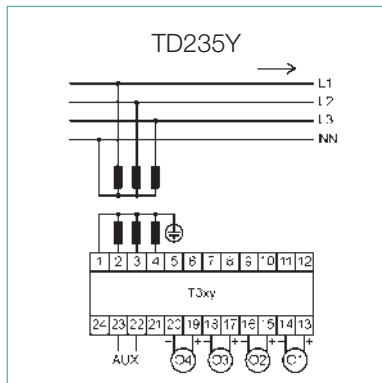 TD235Y
L1
L2
L3
NN
1 2 3 4 5 6 7 8 9 10 11 12
T3xy
24 23 22 21 20 19 18 17 16 15 14 13
AUX - O4 + - O3 + - O2 + - O1 +